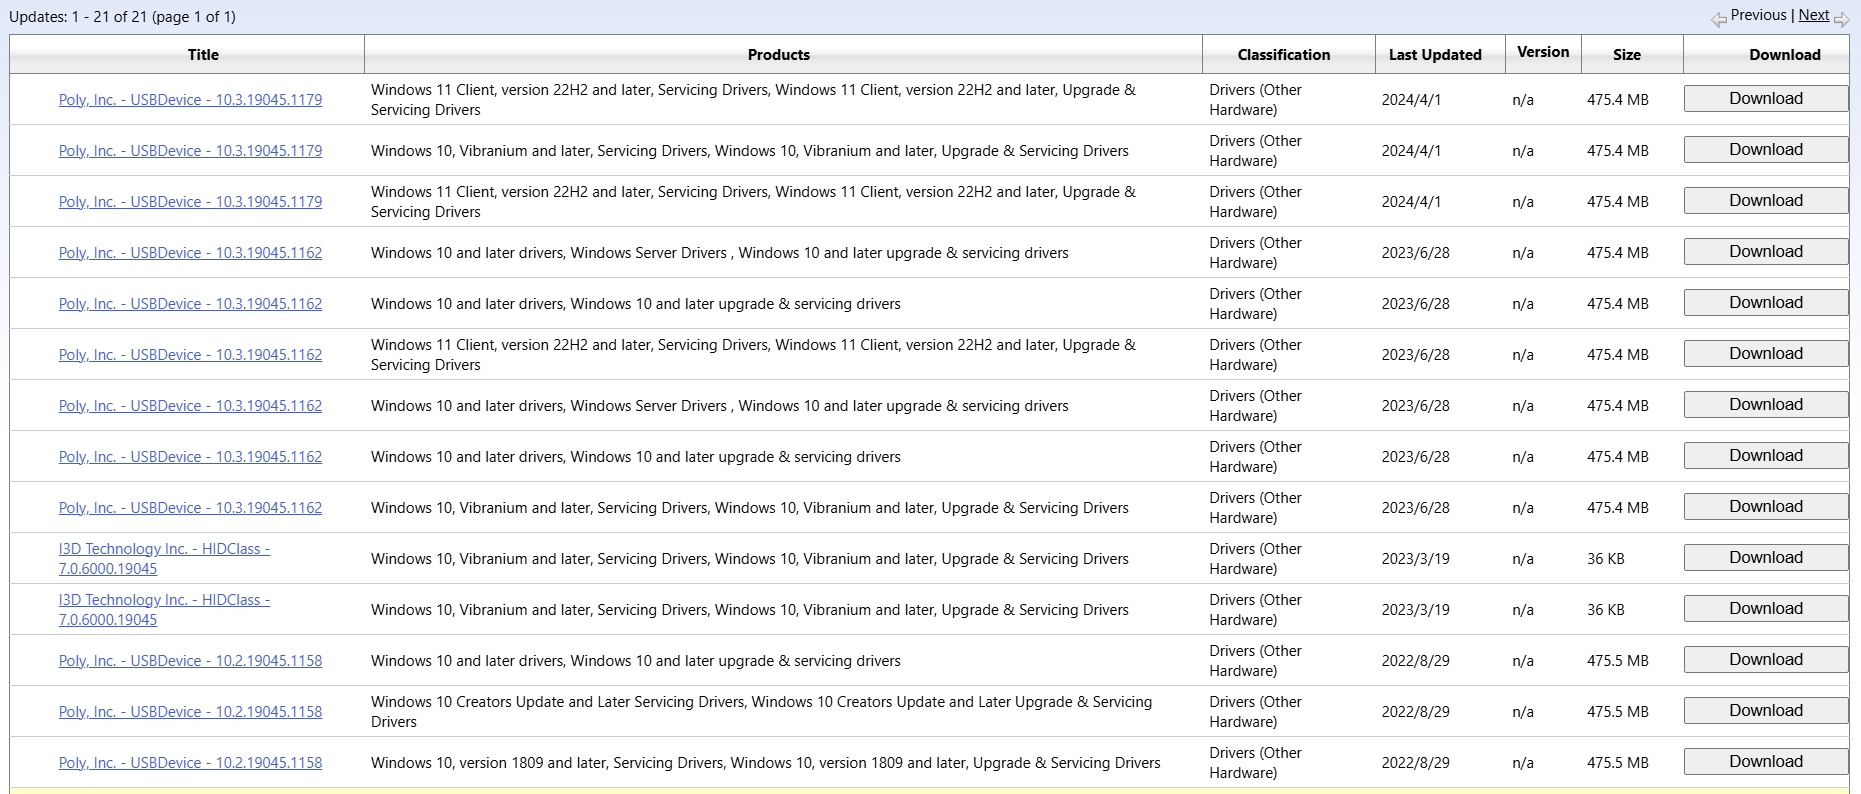 Updates: 1 - 21 of 21 (page 1 of 1)
Previous | Next
Title Products Classification Last Updated Version Size Download
Poly, Inc. - USBDevice - 10.3.19045.1179
Windows 11 Client, version 22H2 and later, Servicing Drivers, Windows 11 Client, version 22H2 and later, Upgrade &
Servicing Drivers
Drivers (Other
Hardware)
2024/4/1 n/a 475.4 MB Download
Poly, Inc. - USBDevice - 10.3.19045.1179
Windows 10, Vibranium and later, Servicing Drivers, Windows 10, Vibranium and later, Upgrade & Servicing Drivers
Drivers (Other
Hardware)
2024/4/1 n/a 475.4 MB Download
Poly, Inc. - USBDevice - 10.3.19045.1179
Windows 11 Client, version 22H2 and later, Servicing Drivers, Windows 11 Client, version 22H2 and later, Upgrade &
Servicing Drivers
Drivers (Other
Hardware)
2024/4/1 n/a 475.4 MB Download
Poly, Inc. - USBDevice - 10.3.19045.1162
Windows 10 and later drivers, Windows Server Drivers , Windows 10 and later upgrade & servicing drivers
Drivers (Other
Hardware)
2023/6/28 n/a 475.4 MB Download
Poly, Inc. - USBDevice - 10.3.19045.1162
Windows 10 and later drivers, Windows 10 and later upgrade & servicing drivers
Drivers (Other
Hardware)
2023/6/28 n/a 475.4 MB Download
Poly, Inc. - USBDevice - 10.3.19045.1162
Windows 11 Client, version 22H2 and later, Servicing Drivers, Windows 11 Client, version 22H2 and later, Upgrade &
Servicing Drivers
Drivers (Other
Hardware)
2023/6/28 n/a 475.4 MB Download
Poly, Inc. - USBDevice - 10.3.19045.1162
Windows 10 and later drivers, Windows Server Drivers , Windows 10 and later upgrade & servicing drivers
Drivers (Other
Hardware)
2023/6/28 n/a 475.4 MB Download
Poly, Inc. - USBDevice - 10.3.19045.1162
Windows 10 and later drivers, Windows 10 and later upgrade & servicing drivers
Drivers (Other
Hardware)
2023/6/28 n/a 475.4 MB Download
Poly, Inc. - USBDevice - 10.3.19045.1162
Windows 10, Vibranium and later, Servicing Drivers, Windows 10, Vibranium and later, Upgrade & Servicing Drivers
Drivers (Other
Hardware)
2023/6/28 n/a 475.4 MB Download
I3D Technology Inc. - HIDClass -
7.0.6000.19045
Windows 10, Vibranium and later, Servicing Drivers, Windows 10, Vibranium and later, Upgrade & Servicing Drivers
Drivers (Other
Hardware)
2023/3/19 n/a 36 KB Download
I3D Technology Inc. - HIDClass -
7.0.6000.19045
Windows 10, Vibranium and later, Servicing Drivers, Windows 10, Vibranium and later, Upgrade & Servicing Drivers
Drivers (Other
Hardware)
2023/3/19 n/a 36 KB Download
Poly, Inc. - USBDevice - 10.2.19045.1158
Windows 10 and later drivers, Windows 10 and later upgrade & servicing drivers
Drivers (Other
Hardware)
2022/8/29 n/a 475.5 MB Download
Poly, Inc. - USBDevice - 10.2.19045.1158
Windows 10 Creators Update and Later Servicing Drivers, Windows 10 Creators Update and Later Upgrade & Servicing
Drivers
Drivers (Other
Hardware)
2022/8/29 n/a 475.5 MB Download
Poly, Inc. - USBDevice - 10.2.19045.1158
Windows 10, version 1809 and later, Servicing Drivers, Windows 10, version 1809 and later, Upgrade & Servicing Drivers
Drivers (Other
Hardware)
2022/8/29 n/a 475.5 MB Download